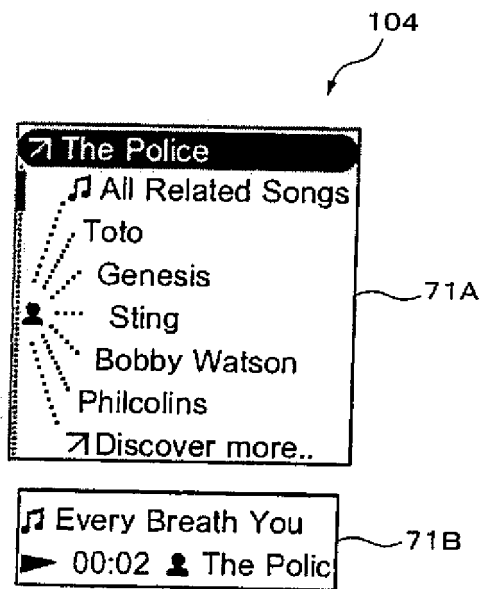 104
The Police
All Related Songs
Toto
Genesis
Sting
Bobby Watson
Philcolins
Discover more..
71A
Every Breath You
00:02 The Polic
71B